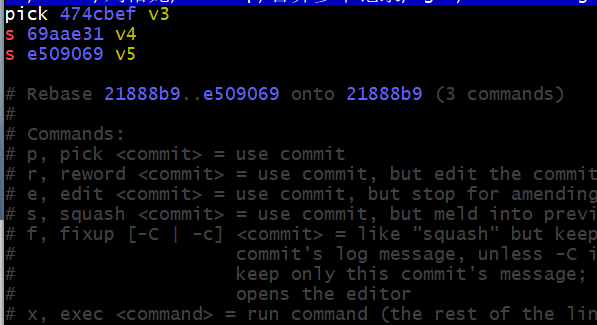 pick 474cbef v3
s 69aae31 v4
s e509069 v5
# Rebase 21888b9..e509069 onto 21888b9 (3 commands)
#
# Commands:
# p, pick <commit> = use commit
# r, reword <commit> = use commit, but edit the commit
# e, edit <commit> = use commit, but stop for amending
# s, squash <commit> = use commit, but meld into previ
# f, fixup [-C | -c] <commit> = like "squash" but keep
# commit's log message, unless -C i
# keep only this commit's message;
# opens the editor
# x, exec <command> = run command (the rest of the lin